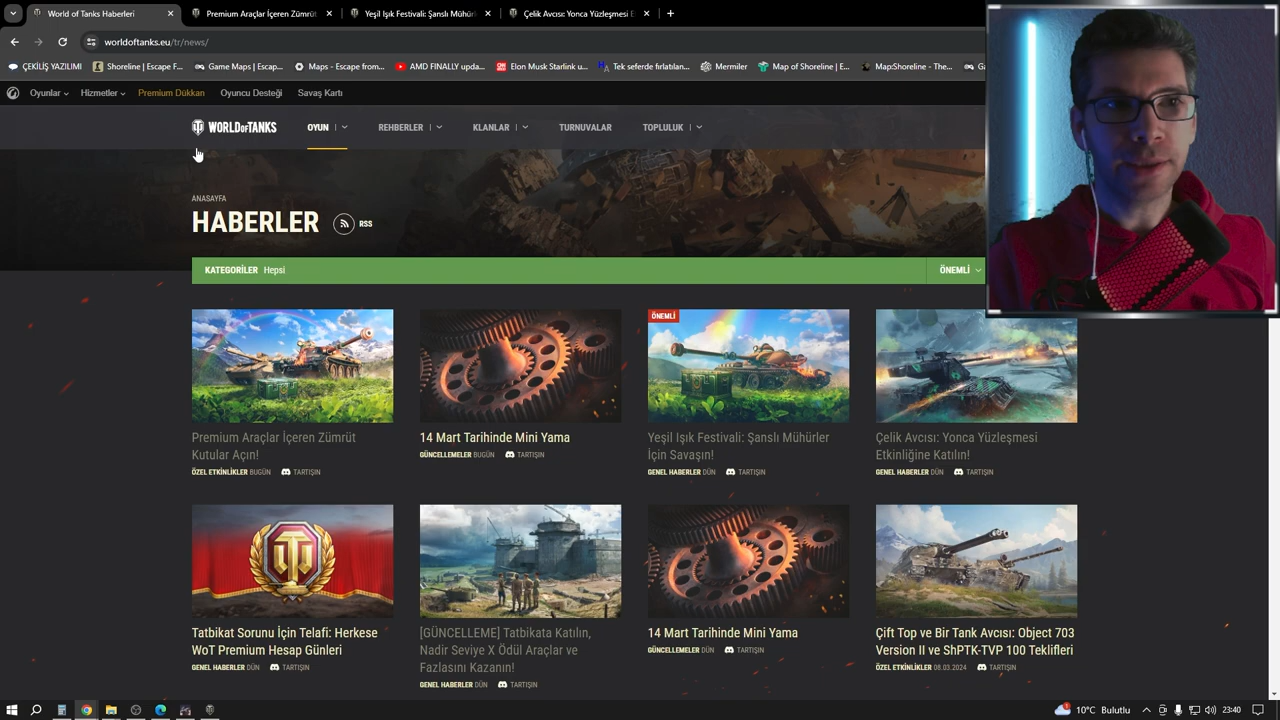 World of Tanks Haberleri
Premium Araçlar İçeren Zümrüt
Yeşil Işık Festivali: Şanslı Mühür
Çelik Avcısı: Yonca Yüzleşmesi E
worldoftanks.eu/tr/news/
ÇEKİLİŞ YAZILIMI
Shoreline | Escape F...
Game Maps | Escap...
Maps - Escape from...
AMD FINALLY upda...
Elon Musk Starlink u...
Tek seferde fırlatılan...
Mermiler
Map of Shoreline |...
Map:Shoreline - The...
Ga
Oyunlar
Hizmetler
Premium Dükkan
Oyuncu Desteği
Savaş Kartı
WORLD OF TANKS
OYUN
REHBERLER
KLANLAR
TURNUVALAR
TOPLULUK
ANASAYFA
HABERLER
RSS
KATEGORİLER Hepsi
ÖNEMLİ
Premium Araçlar İçeren Zümrüt
Kutular Açın!
ÖZEL ETKİNLİKLER BUGÜN TARTIŞIN
14 Mart Tarihinde Mini Yama
GÜNCELLEMELER BUGÜN TARTIŞIN
ÖNEMLİ
Yeşil Işık Festivali: Şanslı Mühürler
İçin Savaşın!
GENEL HABERLER DÜN TARTIŞIN
Çelik Avcısı: Yonca Yüzleşmesi
Etkinliğine Katılın!
GENEL HABERLER DÜN TARTIŞIN
Tatbikat Sorunu İçin Telafi: Herkese
WoT Premium Hesap Günleri
GENEL HABERLER DÜN TARTIŞIN
[GÜNCELLEME] Tatbikata Katılın,
Nadir Seviye X Ödül Araçlar ve
Fazlasını Kazanın!
GENEL HABERLER DÜN TARTIŞIN
14 Mart Tarihinde Mini Yama
GÜNCELLEMELER DÜN TARTIŞIN
Çift Top ve Bir Tank Avcısı: Object 703
Version II ve ShPTK-TVP 100 Teklifleri
ÖZEL ETKİNLİKLER 08.03.2024 TARTIŞIN
10°C Bulutlu
23:40